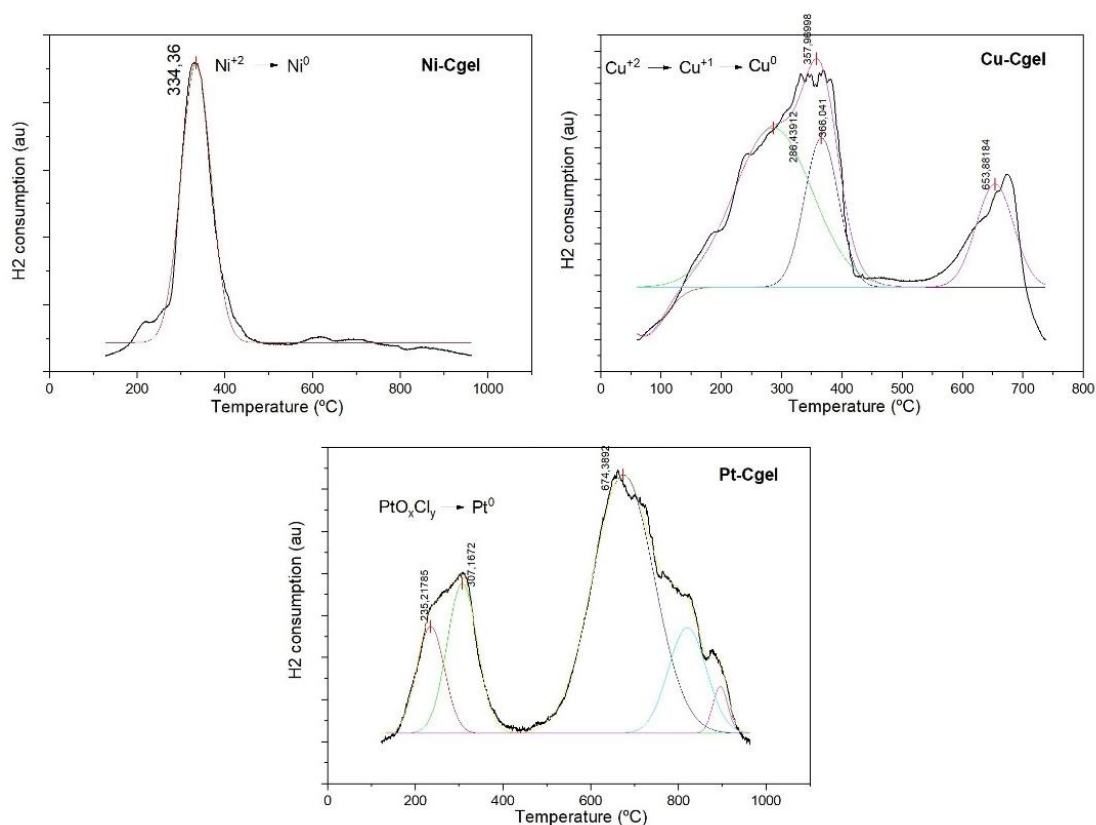 334,36
Ni+2 → Ni0
Ni-Cgel
H2 consumption (au)
0 200 400 600 800 1000
Temperature (ºC)
Cu+2 → Cu+1 → Cu0
357,96998
Cu-Cgel
286,43912
366,041
653,88184
H2 consumption (au)
0 100 200 300 400 500 600 700 800
Temperature (ºC)
674,3892
Pt-Cgel
PtOxCly → Pt0
235,21785
307,1672
H2 consumption (au)
200 400 600 800 1000
Temperature (ºC)